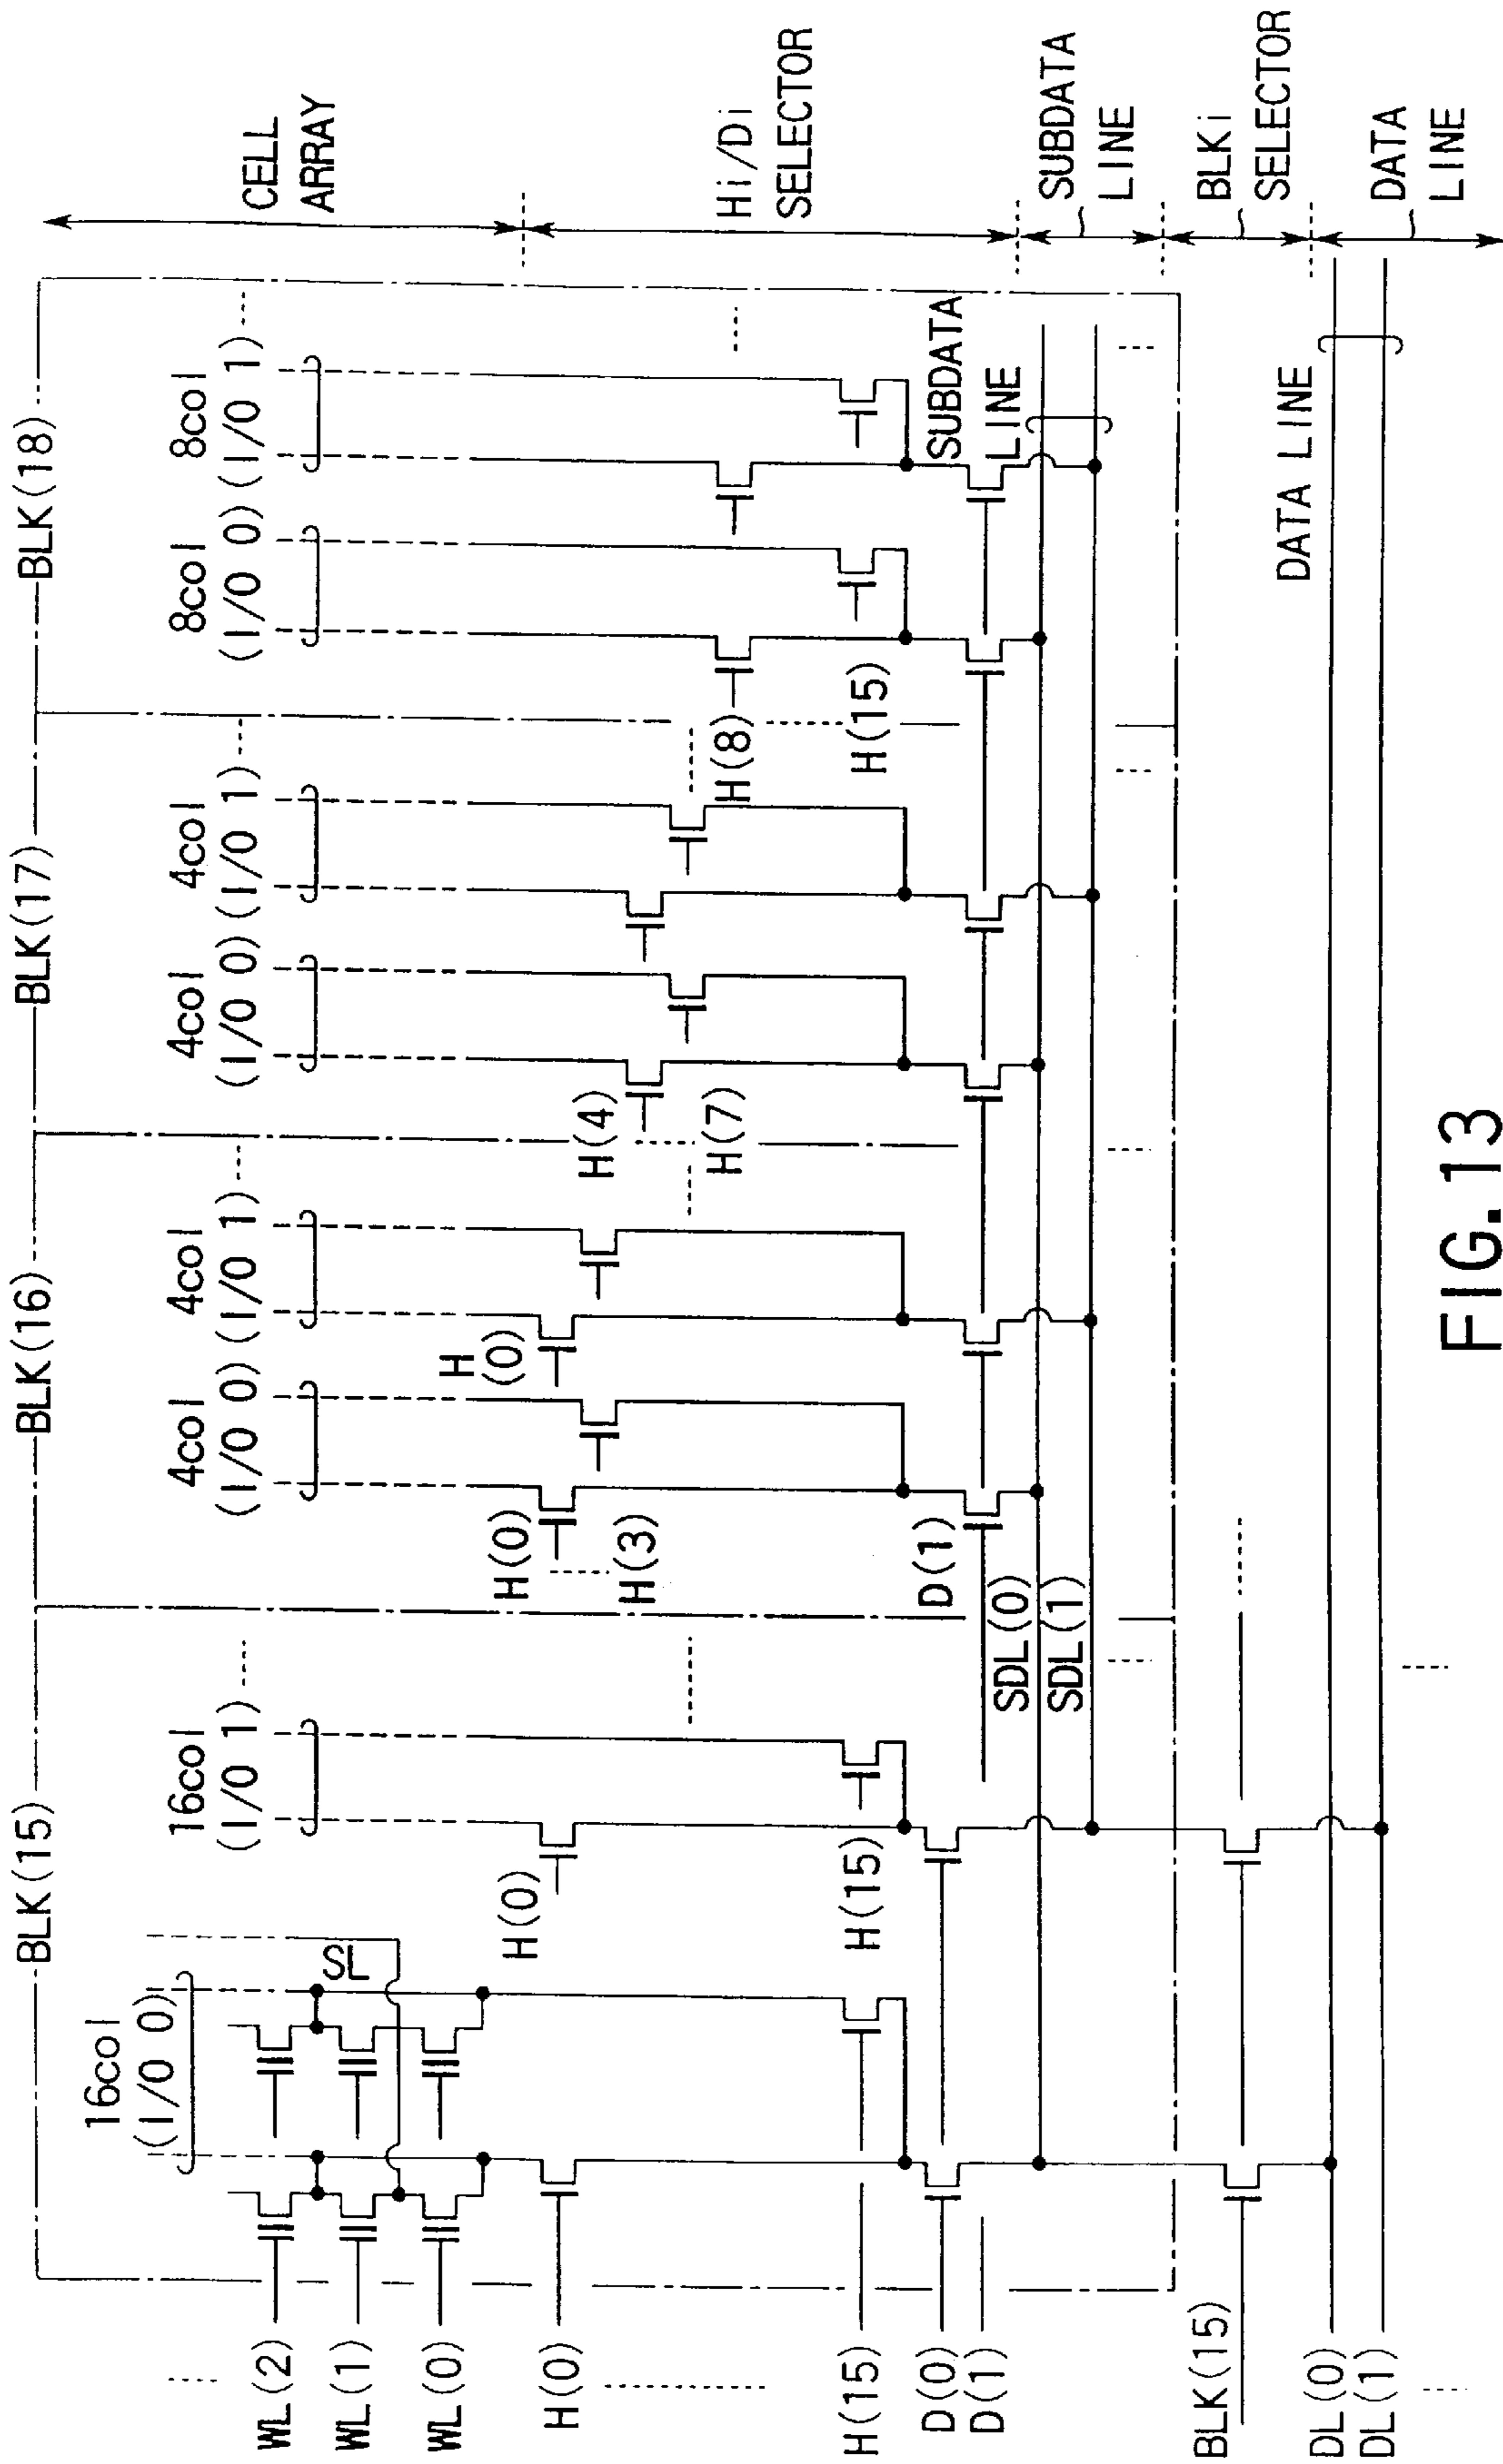 BLK(15)
BLK(16)
BLK(17)
BLK(18)
16col
(I/O 0)
16col
(I/O 1)
4col
(I/O 0)
4col
(I/O 1)
4col
(I/O 0)
4col
(I/O 1)
8col
(I/O 0)
8col
(I/O 1)
CELL
ARRAY
SL
WL(2)
WL(1)
WL(0)
H(0)
H(0)
H(0)
H(3)
H
(0)
H(4)
H(7)
H(8)
H(15)
Hi/Di
SELECTOR
H(15)
H(15)
D(0)
D(1)
D(1)
SDL(0)
SDL(1)
SUBDATA
LINE
SUBDATA
LINE
BLK(15)
BLKi
SELECTOR
DATA LINE
DL(0)
DL(1)
DATA
LINE
FIG.13